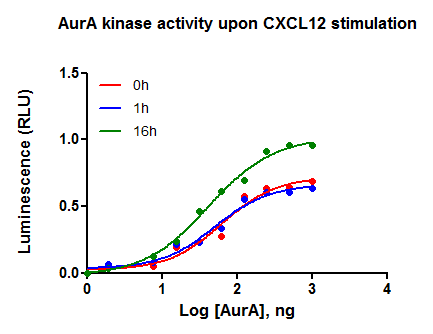 AurA kinase activity upon CXCL12 stimulation
Luminescence (RLU)
1.5
1.0
0.5
0.0
0h
1h
16h
0
1
2
3
4
Log [AurA], ng